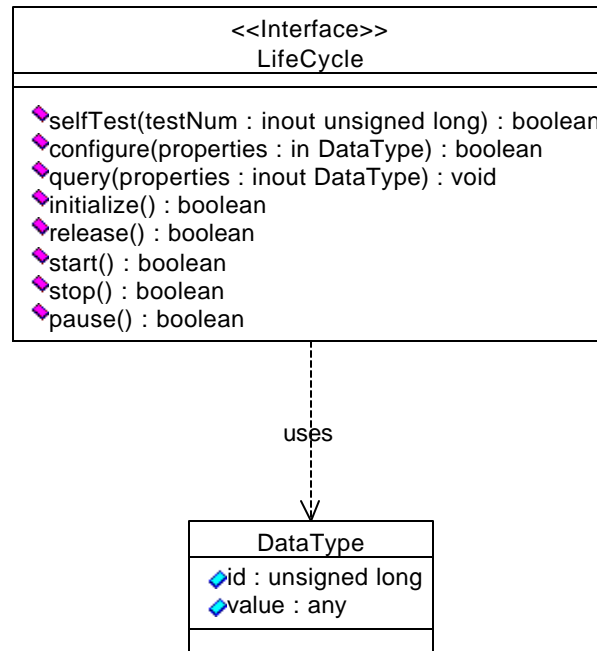 <<Interface>>
LifeCycle
selfTest(testNum : inout unsigned long) : boolean
configure(properties : in DataType) : boolean
query(properties : inout DataType) : void
initialize() : boolean
release() : boolean
start() : boolean
stop() : boolean
pause() : boolean
uses
DataType
id : unsigned long
value : any